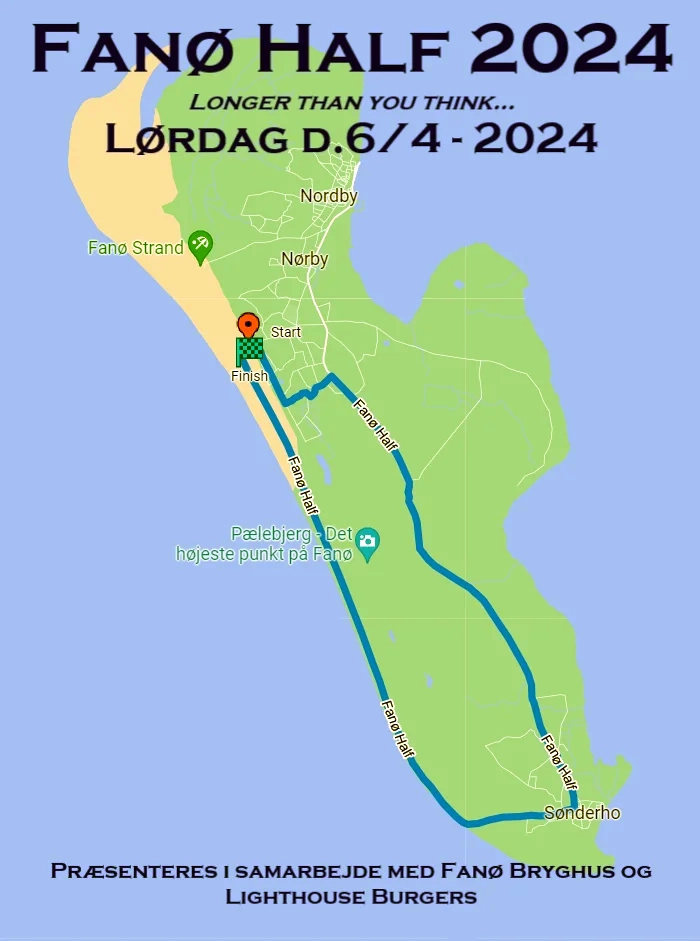 Fanø Half 2024
Longer than you think...
Lørdag d.6/4 - 2024
Nordby
Fanø Strand
Nørby
Start
Finish
Fanø Half
Fanø Half
Pælebjerg - Det
højeste punkt på Fanø
Fanø Half
Fanø Half
Sønderho
Præsenteres i samarbejde med Fanø Bryghus og
Lighthouse Burgers